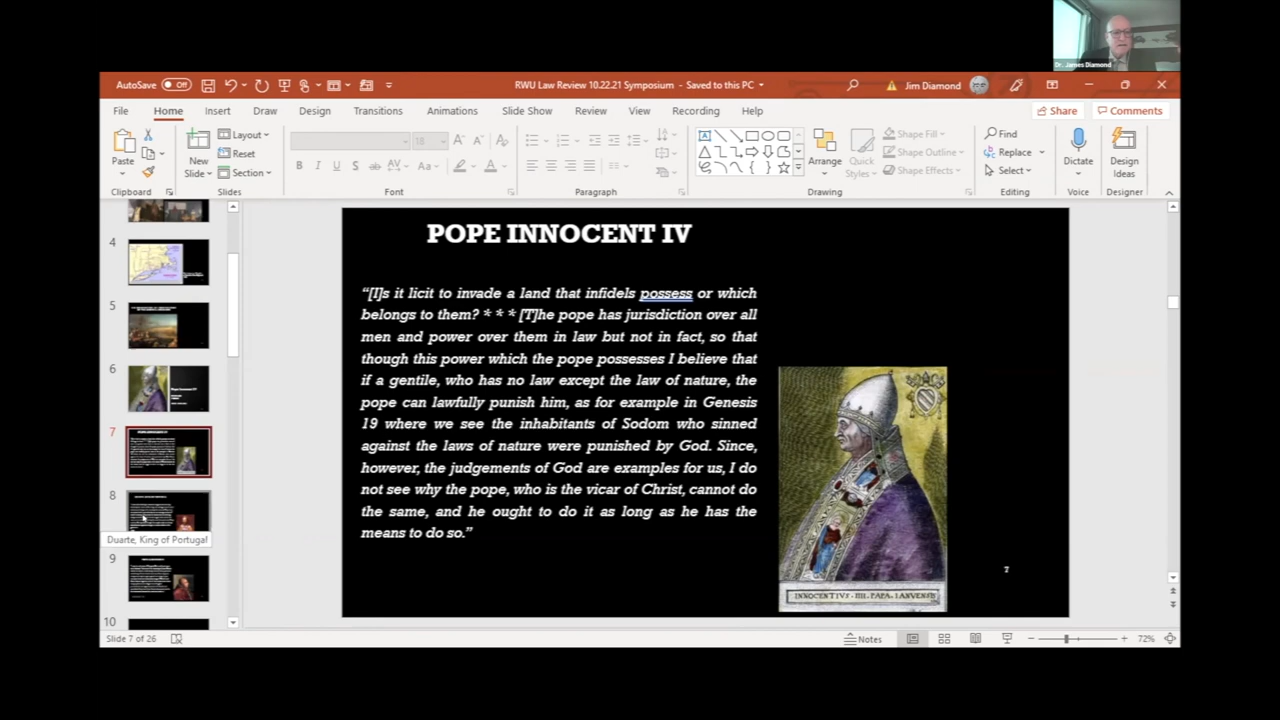 Dr. James Diamond
AutoSave Off
RWU Law Review 10.22.21 Symposium - Saved to this PC
Jim Diamond
File Home Insert Draw Design Transitions Animations Slide Show Review View Recording Help
Share Comments
Paste
New
Slide
Layout
Reset
Section
18
Arrange
Quick
Styles
Shape Fill
Shape Outline
Shape Effects
Find
Replace
Select
Dictate
Design
Ideas
Clipboard Slides Font Paragraph Drawing Editing Voice Designer
4
5
6
7
8
Duarte, King of Portugal
9
10
POPE INNOCENT IV
“[I]s it licit to invade a land that infidels possess or which
belongs to them? * * * [T]he pope has jurisdiction over all
men and power over them in law but not in fact, so that
though this power which the pope possesses I believe that
if a gentile, who has no law except the law of nature, the
pope can lawfully punish him, as for example in Genesis
19 where we see the inhabitants of Sodom who sinned
against the laws of nature were punished by God. Since,
however, the judgements of God are examples for us, I do
not see why the pope, who is the vicar of Christ, cannot do
the same, and he ought to do it as long as he has the
means to do so.”
7
INNOCENTIVS · IIII · PAPA · IANVENSIS
Slide 7 of 26
Notes
72%